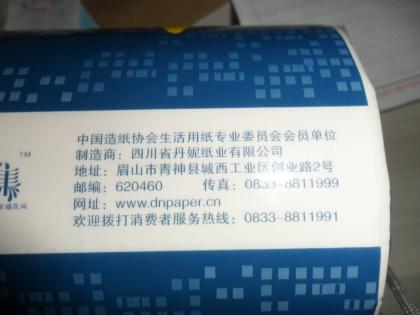 中国造纸协会生活用纸专业委员会会员单位
TM
制造商：四川省丹妮纸业有限公司
地址：眉山市青神县城西工业区创业路2号
邮编：620460 传真：0833-8811999
网址：www.dnpaper.cn
欢迎拨打消费者服务热线：0833-8811991